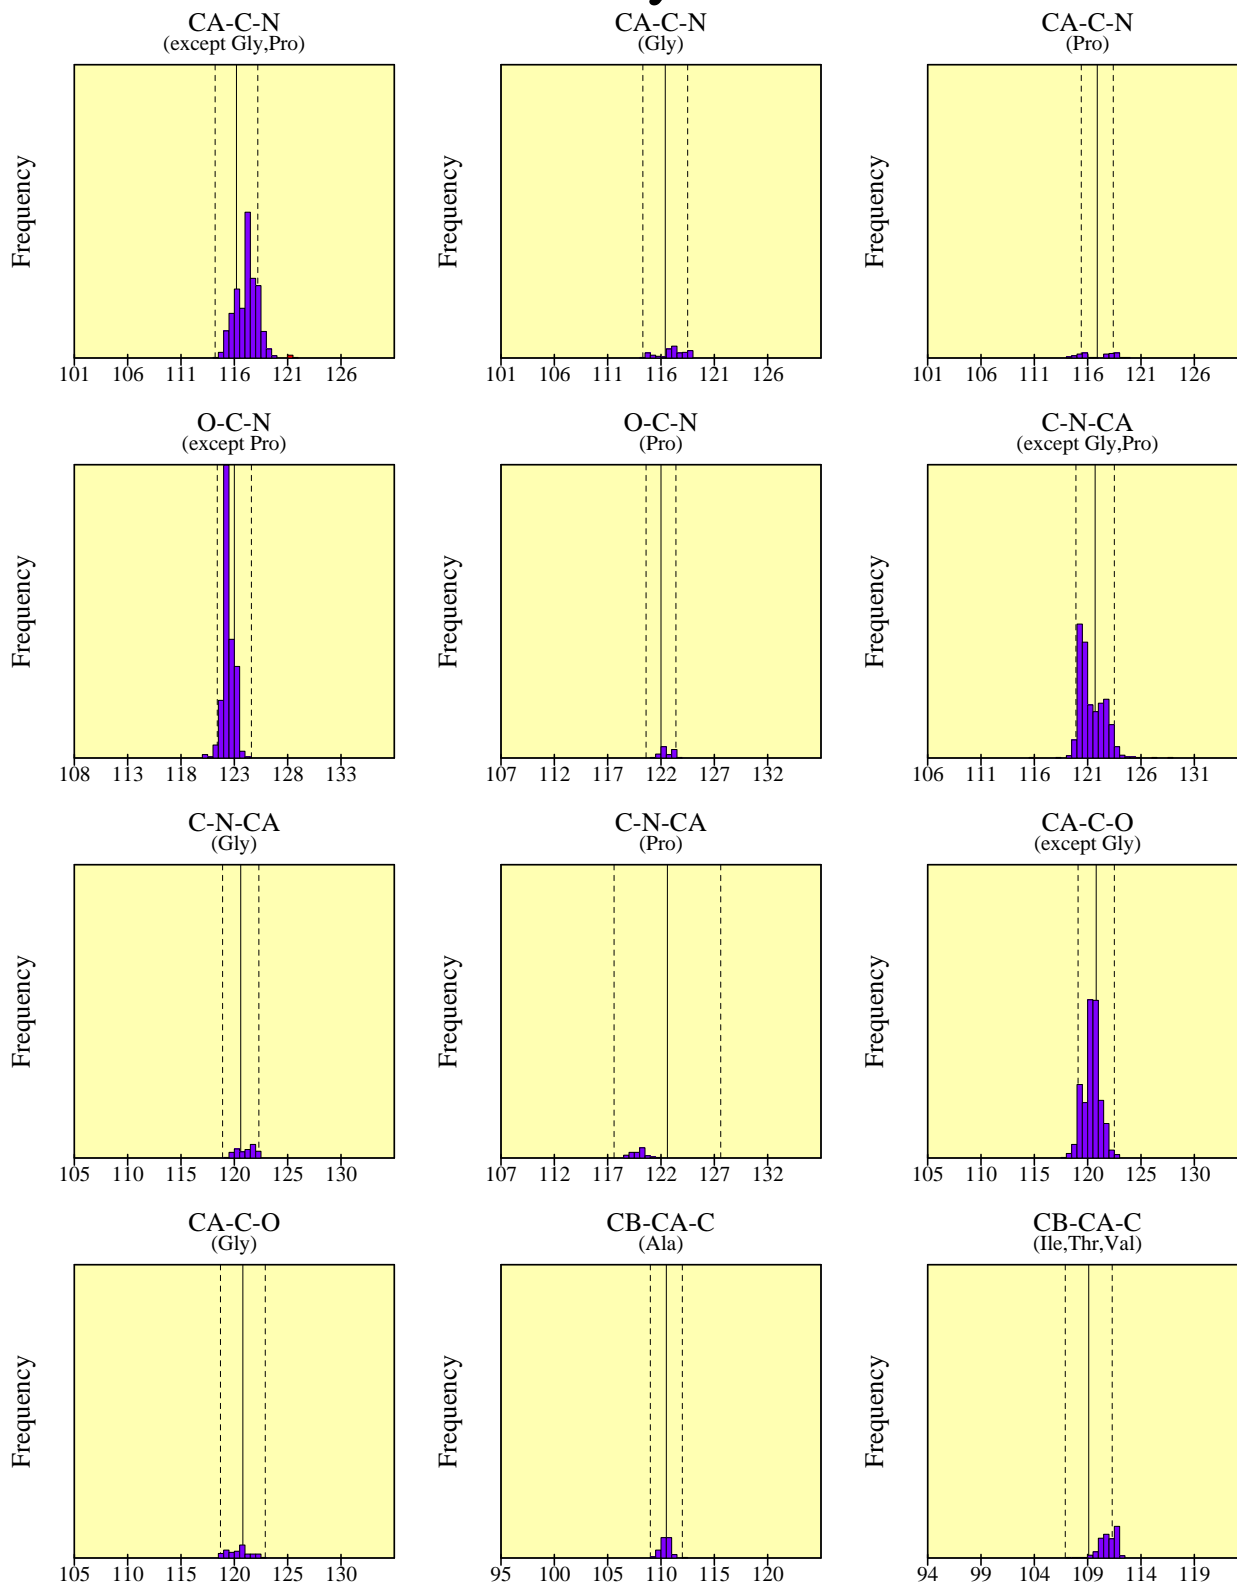 CA-C-N
(except Gly,Pro)
CA-C-N
(Gly)
CA-C-N
(Pro)
Frequency
Frequency
Frequency
101 106 111 116 121 126
101 106 111 116 121 126
101 106 111 116 121 126
O-C-N
(except Pro)
O-C-N
(Pro)
C-N-CA
(except Gly,Pro)
Frequency
Frequency
Frequency
108 113 118 123 128 133
107 112 117 122 127 132
106 111 116 121 126 131
C-N-CA
(Gly)
C-N-CA
(Pro)
CA-C-O
(except Gly)
Frequency
Frequency
Frequency
105 110 115 120 125 130
107 112 117 122 127 132
105 110 115 120 125 130
CA-C-O
(Gly)
CB-CA-C
(Ala)
CB-CA-C
(Ile,Thr,Val)
Frequency
Frequency
Frequency
105 110 115 120 125 130
95 100 105 110 115 120
94 99 104 109 114 119